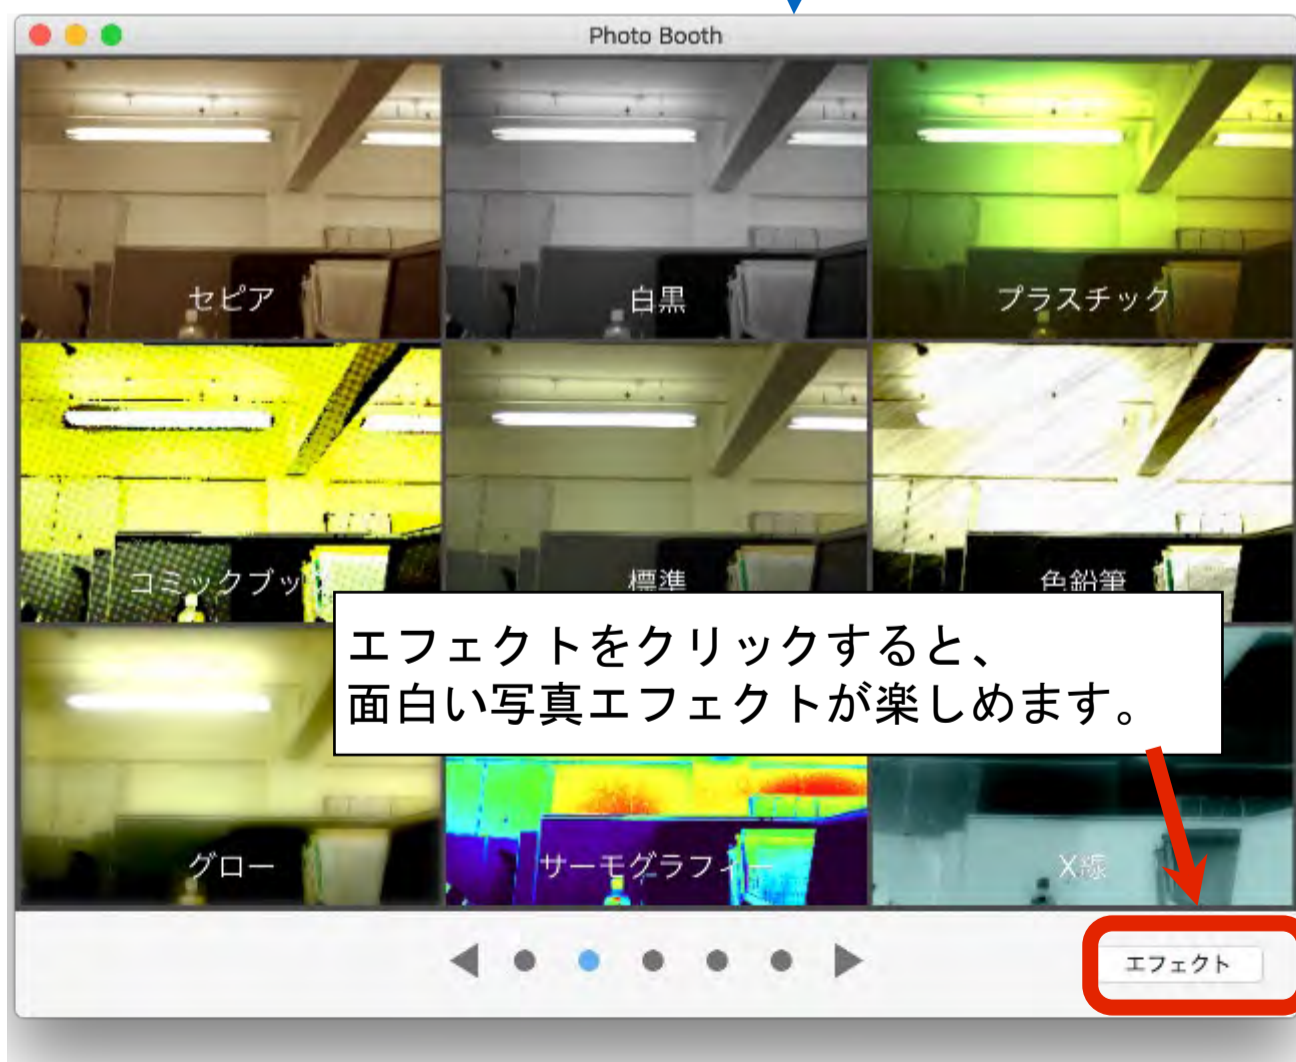 Photo Booth
セピア
白黒
プラスチック
コミックブッ
標準
色鉛筆
エフェクトをクリックすると、
面白い写真エフェクトが楽しめます。
グロー
サーモグラフィー
X線
エフェクト